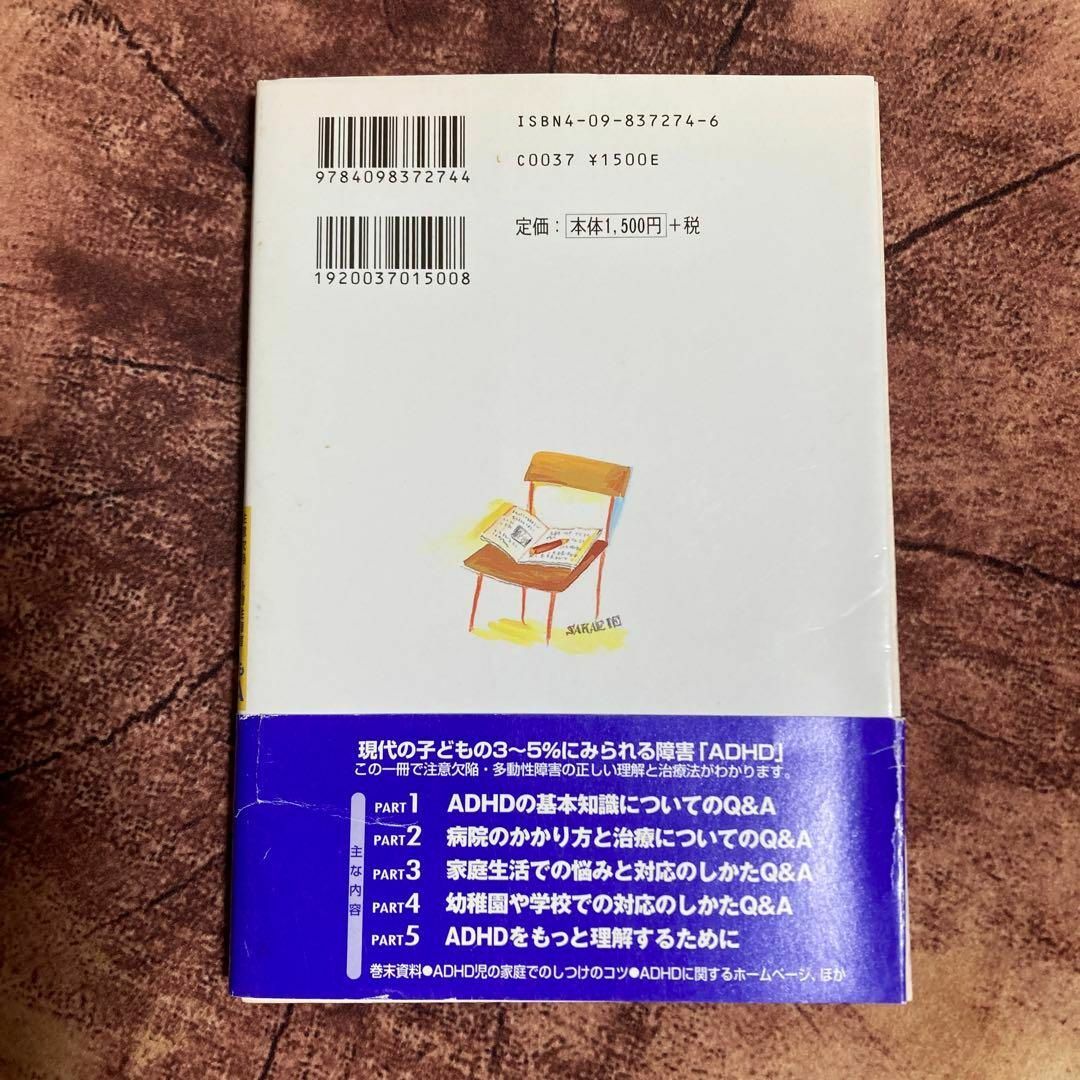 ISBN4-09-837274-6
C0037 ¥1500E
9784098372744
定価：本体1,500円+税
1920037015008
SAKAE 10
現代の子どもの3〜5%にみられる障害「ADHD」
この一冊で注意欠陥・多動性障害の正しい理解と治療法がわかります。
主な内容
PART1 ADHDの基本知識についてのQ&A
PART2 病院のかかり方と治療についてのQ&A
PART3 家庭生活での悩みと対応のしかたQ&A
PART4 幼稚園や学校での対応のしかたQ&A
PART5 ADHDをもっと理解するために
巻末資料●ADHD児の家庭でのしつけのコツ●ADHDに関するホームページ、ほか